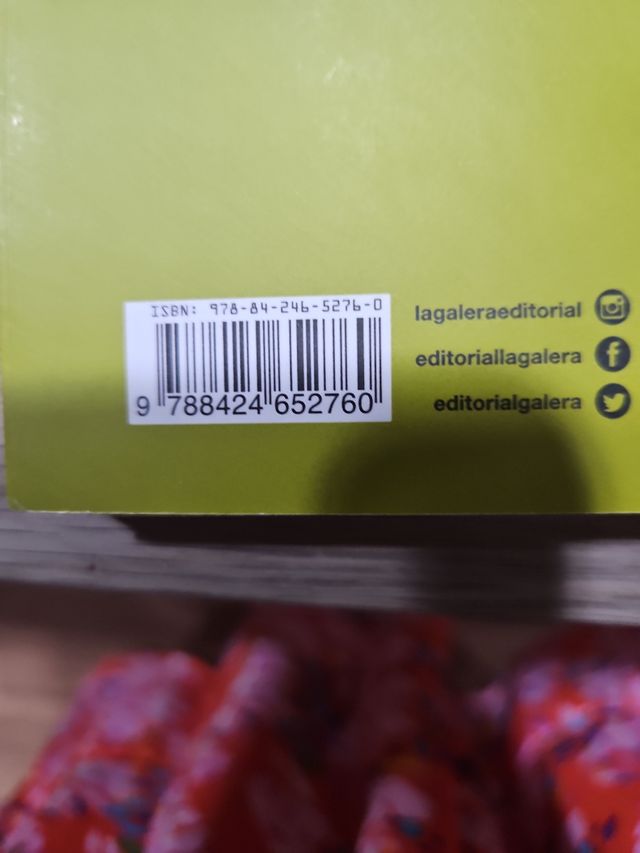 ISBN: 978-84-246-5276-0
9 788424 652760
lagaleraeditorial
editoriallagalera
editorialgalera